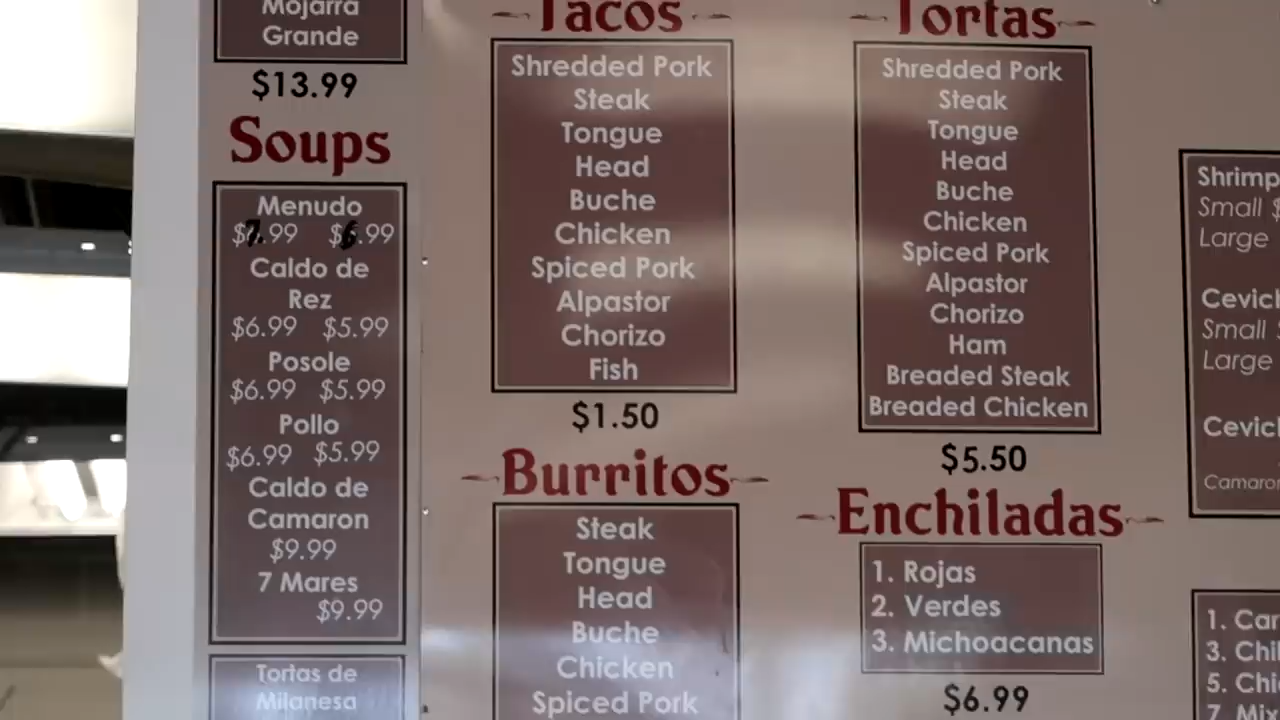 Mojarra
Grande
$13.99
Soups
Menudo
$7.99 $6.99
Caldo de
Rez
$6.99 $5.99
Posole
$6.99 $5.99
Pollo
$6.99 $5.99
Caldo de
Camaron
$9.99
7 Mares
$9.99
Tortas de
Milanesa
Tacos
Shredded Pork
Steak
Tongue
Head
Buche
Chicken
Spiced Pork
Alpastor
Chorizo
Fish
$1.50
Burritos
Steak
Tongue
Head
Buche
Chicken
Spiced Pork
Tortas
Shredded Pork
Steak
Tongue
Head
Buche
Chicken
Spiced Pork
Alpastor
Chorizo
Ham
Breaded Steak
Breaded Chicken
$5.50
Enchiladas
1. Rojas
2. Verdes
3. Michoacanas
$6.99
Shrimp
Small $
Large
Small
Large
1.
3.
5.
7.